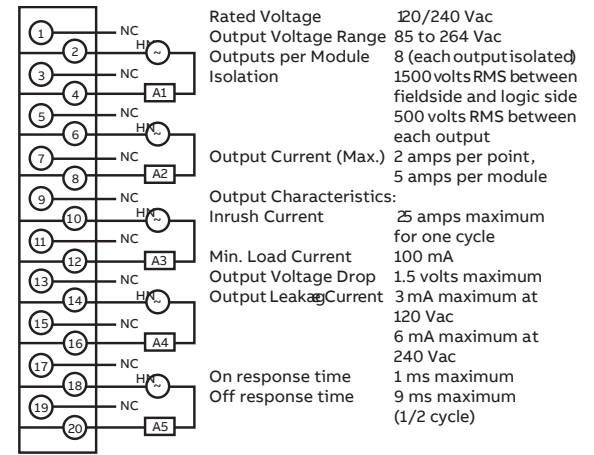 1 NC
HN
2 ~
3 NC
4 A1
5 NC
HN
6 ~
7 NC
8 A2
9 NC
HN
10 ~
11 NC
12 A3
13 NC
HN
14 ~
15 NC
16 A4
17 NC
HN
18 ~
19 NC
20 A5
Rated Voltage 120/240 Vac
Output Voltage Range 85 to 264 Vac
Outputs per Module 8 (each output isolated)
Isolation 1500 volts RMS between
fieldside and logic side
500 volts RMS between
each output
Output Current (Max.) 2 amps per point,
5 amps per module
Output Characteristics:
Inrush Current 25 amps maximum
for one cycle
Min. Load Current 100 mA
Output Voltage Drop 1.5 volts maximum
Output Leakage Current 3 mA maximum at
120 Vac
6 mA maximum at
240 Vac
On response time 1 ms maximum
Off response time 9 ms maximum
(1/2 cycle)